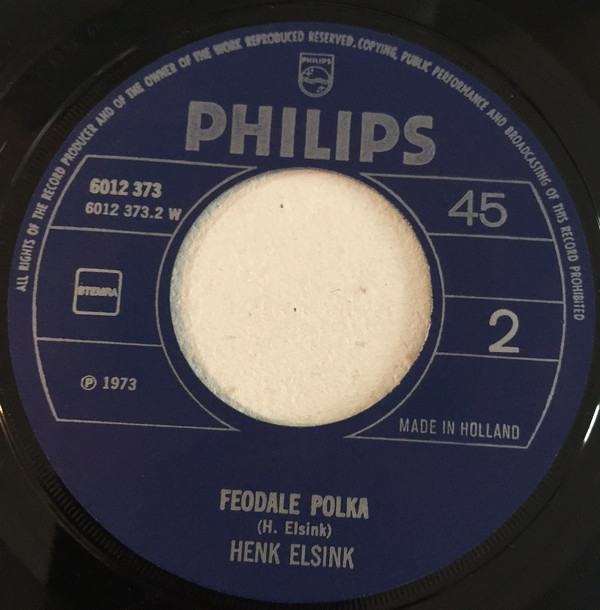 ALL RIGHTS OF THE RECORD PRODUCER AND OF THE OWNER OF THE WORK REPRODUCED RESERVED. COPYING, PUBLIC PERFORMANCE AND BROADCASTING OF THIS RECORD PROHIBITED
PHILIPS
PHILIPS
6012 373
6012 373.2 W
45
STEMRA
2
℗ 1973
MADE IN HOLLAND
FEODALE POLKA
(H. Elsink)
HENK ELSINK